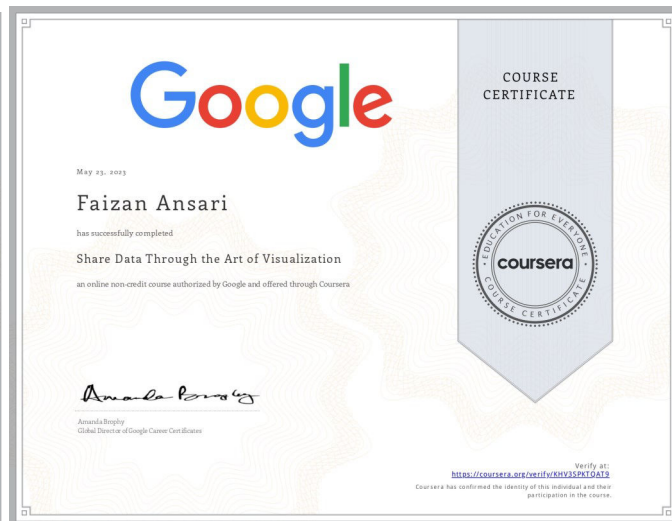 Google
COURSE
CERTIFICATE
May 23, 2023
Faizan Ansari
has successfully completed
Share Data Through the Art of Visualization
an online non-credit course authorized by Google and offered through Coursera
EDUCATION FOR EVERYONE
coursera
COURSE CERTIFICATE
Amanda Brophy
Amanda Brophy
Global Director of Google Career Certificates
Verify at:
https://coursera.org/verify/KHV3SPKTQAT9
Coursera has confirmed the identity of this individual and their
participation in the course.